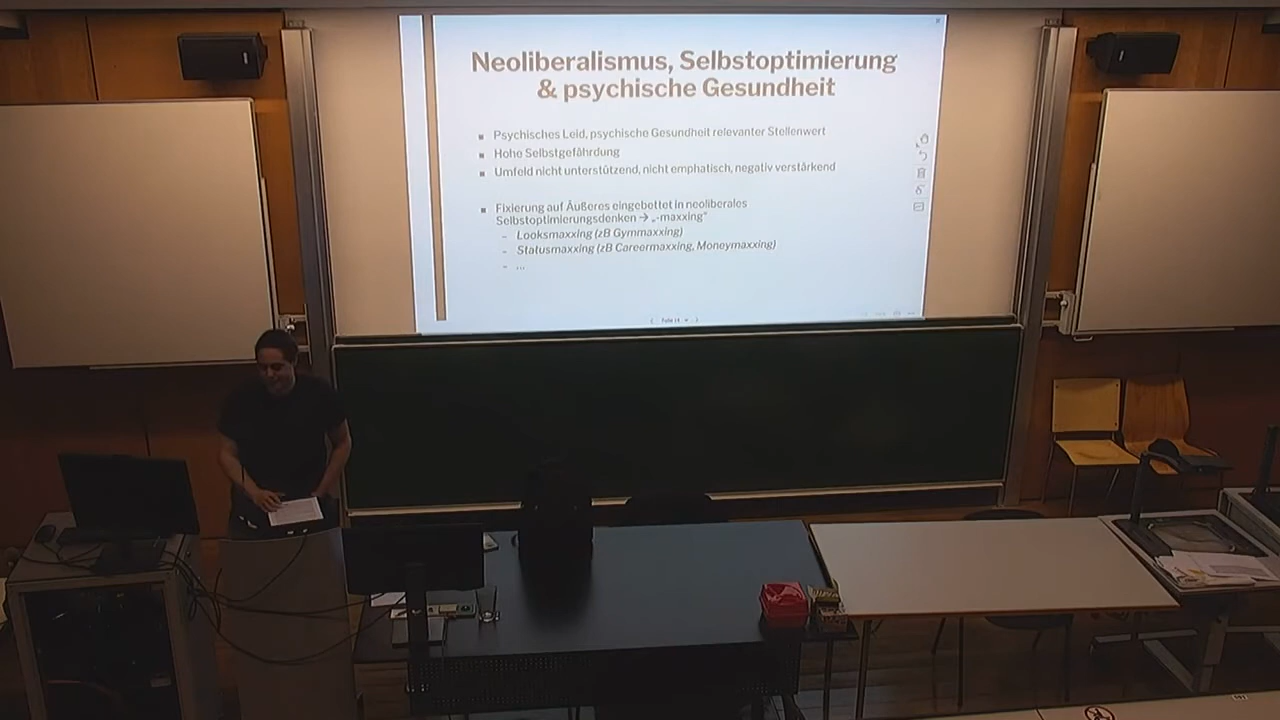 Neoliberalismus, Selbstoptimierung
& psychische Gesundheit
▪ Psychisches Leid, psychische Gesundheit relevanter Stellenwert
▪ Hohe Selbstgefährdung
▪ Umfeld nicht unterstützend, nicht emphatisch, negativ verstärkend
▪ Fixierung auf Äußeres eingebettet in neoliberales
Selbstoptimierungsdenken → „-maxxing“
- Looksmaxxing (zB Gymmaxxing)
- Statusmaxxing (zB Careermaxxing, Moneymaxxing)
- ...